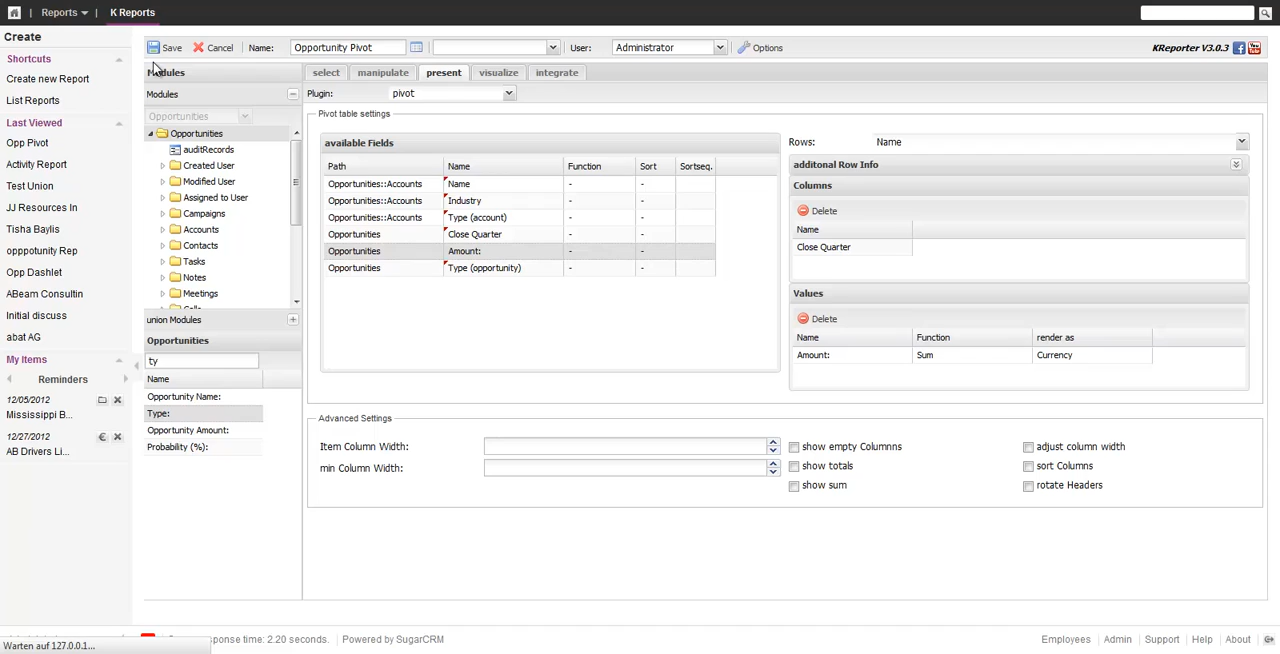 Reports
K Reports
Create
Shortcuts
Create new Report
List Reports
Last Viewed
Opp Pivot
Activity Report
Test Union
JJ Resources In
Tisha Baylis
opppotunity Rep
Opp Dashlet
ABeam Consultin
Initial discuss
abat AG
My Items
Reminders
12/05/2012
Mississippi B...
12/27/2012
AB Drivers Li...
Save Cancel Name: Opportunity Pivot User: Administrator Options KReporter V3.0.3
Modules
Modules
Opportunities
Opportunities
auditRecords
Created User
Modified User
Assigned to User
Campaigns
Accounts
Contacts
Tasks
Notes
Meetings
union Modules
Opportunities
ty
Name
Opportunity Name:
Type:
Opportunity Amount:
Probability (%):
select manipulate present visualize integrate
Plugin: pivot
Pivot table settings
available Fields
Path Name Function Sort Sortseq.
Opportunities::Accounts Name - -
Opportunities::Accounts Industry - -
Opportunities::Accounts Type (account) - -
Opportunities Close Quarter - -
Opportunities Amount: - -
Opportunities Type (opportunity) - -
Rows: Name
additonal Row Info
Columns
Delete
Name
Close Quarter
Values
Delete
Name Function render as
Amount: Sum Currency
Advanced Settings
Item Column Width:
min Column Width:
show empty Columnns
show totals
show sum
adjust column width
sort Columns
rotate Headers
Warten auf 127.0.0.1...
sponse time: 2.20 seconds. Powered by SugarCRM
Employees Admin Support Help About